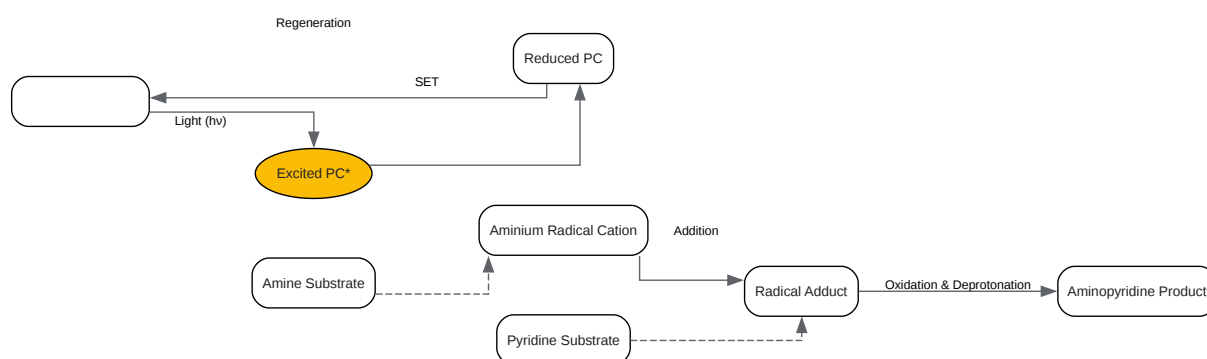 Regeneration
Reduced PC
SET
Light (hν)
Excited PC*
Aminium Radical Cation
Addition
Amine Substrate
Radical Adduct
Oxidation & Deprotonation
Aminopyridine Product
Pyridine Substrate